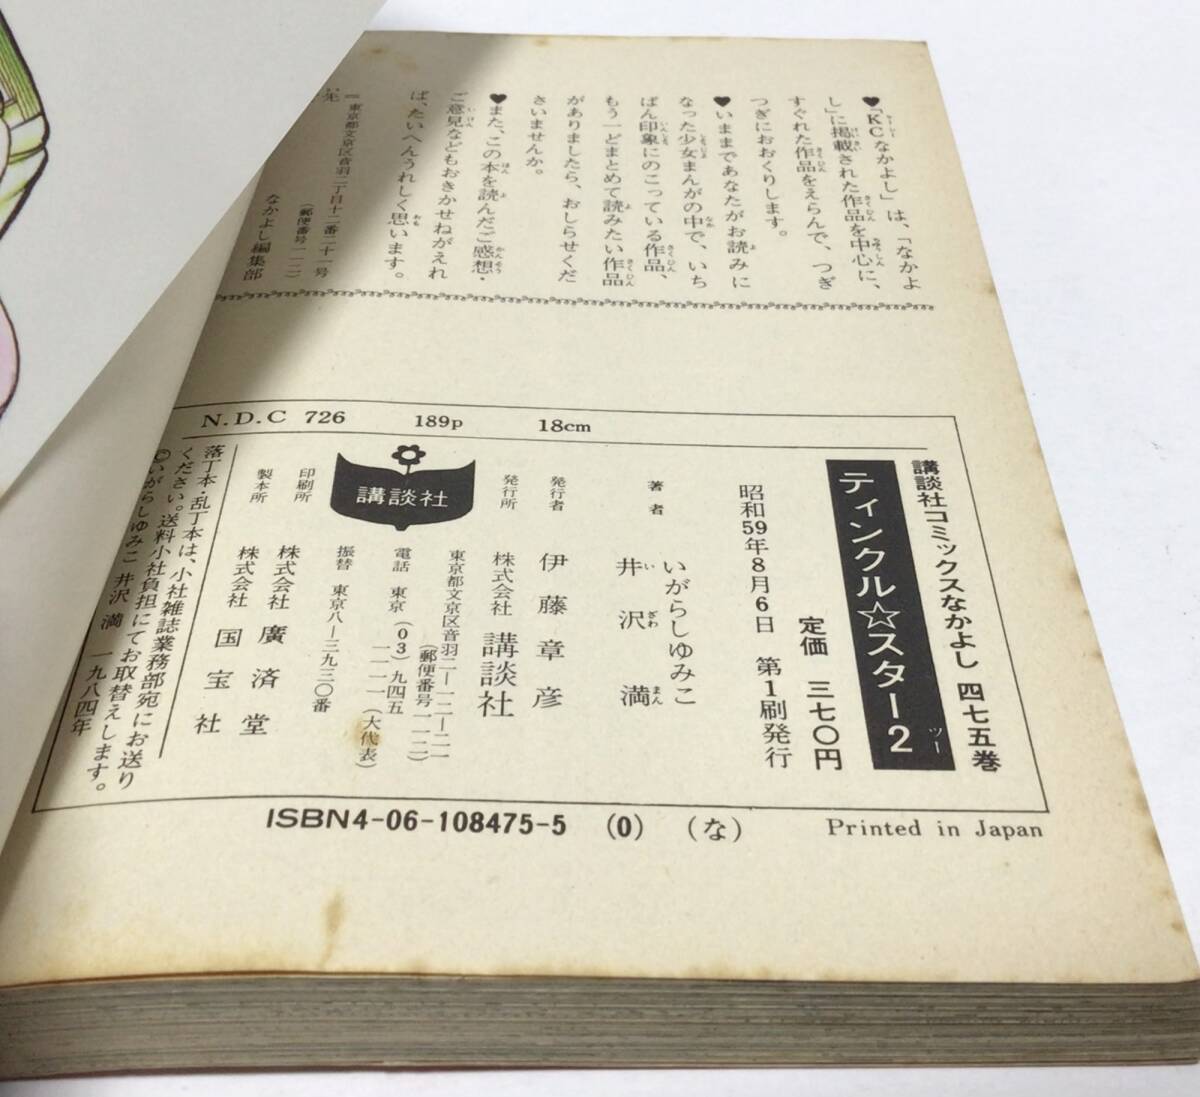 ♥「KCなかよし」は、「なかよ
し」に掲載された作品を中心に、
すぐれた作品をえらんで、つぎ
つぎにおおくりします。
♥いままであなたがお読みに
なった少女まんがの中で、いち
ばん印象にのこっている作品、
もう一どまとめて読みたい作品
がありましたら、おしらせくだ
さいませんか。
♥また、この本を読んだご感想・
ご意見などもおきかせねがえれ
ば、たいへんうれしく思います。
東京都文京区音羽二丁目十二番二十一号
(郵便番号一一二)
なかよし編集部
N.D.C 726 189p 18cm
講談社コミックスなかよし 四七五巻
ティンクル☆スター2
ツー
定価 三七〇円
昭和59年8月6日 第1刷発行
著者 いがらしゆみこ
井沢満
い ざわ まん
発行者 伊藤章彦
発行所 株式会社 講談社
東京都文京区音羽二—一二—二一
(郵便番号一一二)
電話 東京(03)九四五
一一一一(大代表)
振替 東京八—三九三〇番
講談社
印刷所 株式会社 廣済堂
製本所 株式会社 国宝社
落丁本・乱丁本は、小社雑誌業務部宛にお送り
ください。送料小社負担にてお取替えします。
©いがらしゆみこ 井沢 満 一九八四年
ISBN4-06-108475-5 (0) (な) Printed in Japan